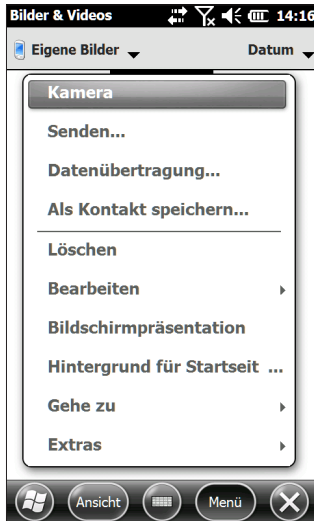 Bilder & Videos 14:16
Eigene Bilder Datum
Kamera
Senden...
Datenübertragung...
Als Kontakt speichern...
Löschen
Bearbeiten
Bildschirmpräsentation
Hintergrund für Startseit ...
Gehe zu
Extras
Ansicht Menü